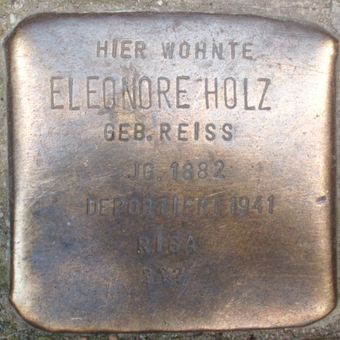 HIER WOHNTE
ELEONORE HOLZ
GEB. REISS
JG. 1882
DEPORTIERT 1941
RIGA
???